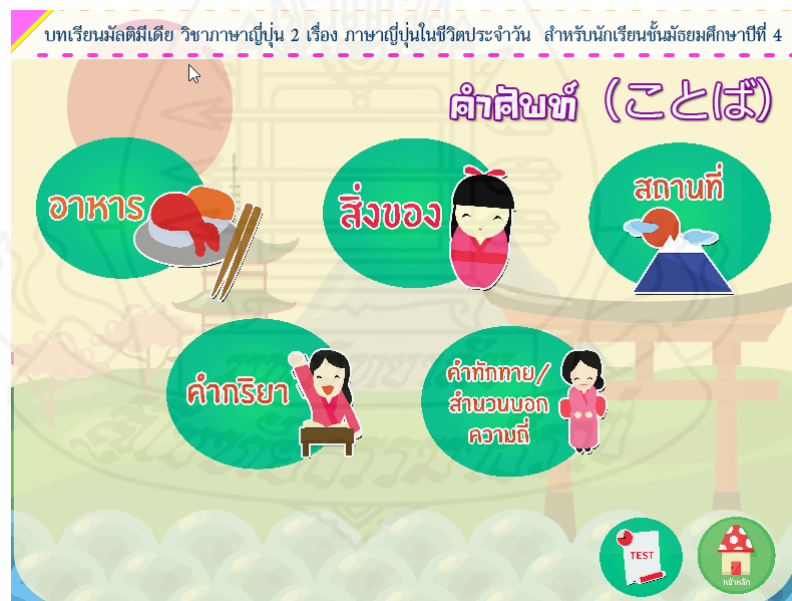 บทเรียนมัลติมีเดีย วิชาภาษาญี่ปุ่น 2 เรื่อง ภาษาญี่ปุ่นในชีวิตประจำวัน สำหรับนักเรียนชั้นมัธยมศึกษาปีที่ 4
คำศัพท์ (ことば)
อาหาร
สิ่งของ
สถานที่
คำกริยา
คำทักทาย/
สำนวนบอก
ความถี่
TEST
หน้าหลัก